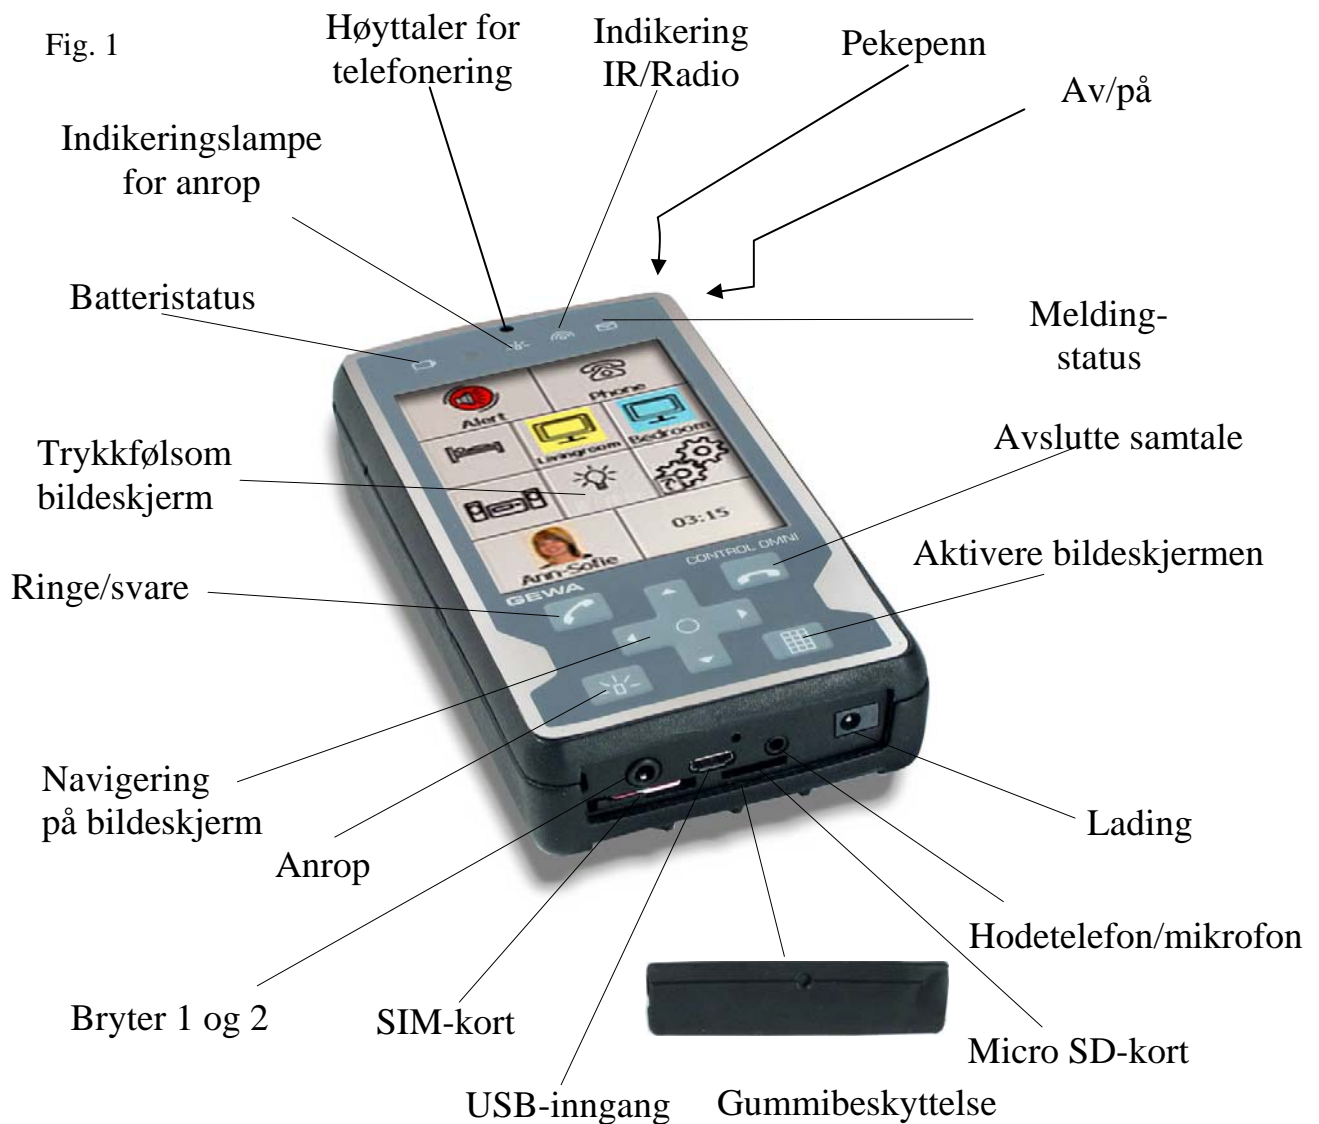 Fig. 1
Høyttaler for
telefonering
Indikering
IR/Radio
Pekepenn
Av/på
Indikeringslampe
for anrop
Batteristatus
Melding-
status
Trykkfølsom
bildeskjerm
Avslutte samtale
Aktivere bildeskjermen
Ringe/svare
Alert
Phone
Livingroom
Bedroom
Ann-Sofie
03:15
GEWA
CONTROL OMNI
Navigering
på bildeskjerm
Anrop
Lading
Hodetelefon/mikrofon
Bryter 1 og 2
SIM-kort
Micro SD-kort
USB-inngang
Gummibeskyttelse